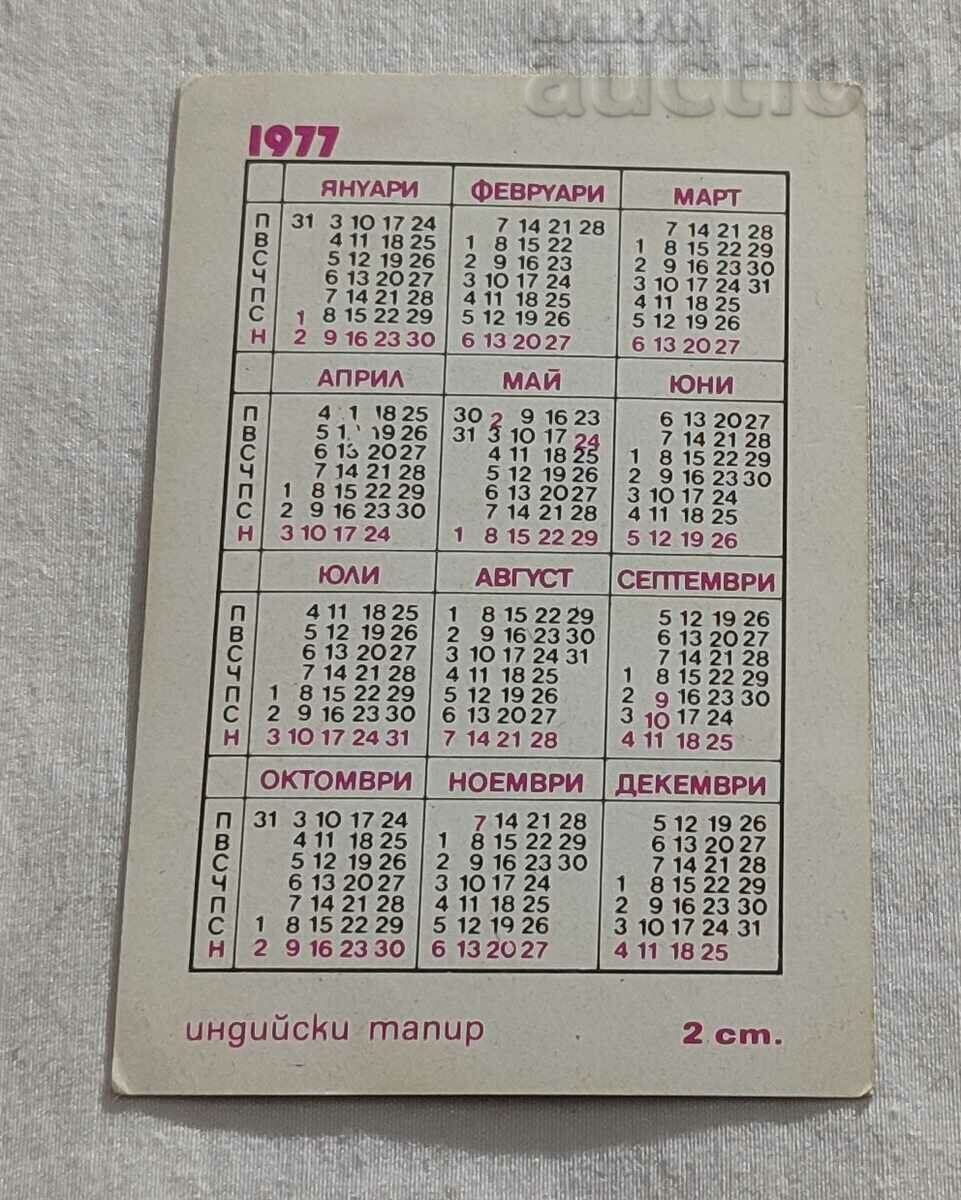 BALKAN
auction
1977
ЯНУАРИ ФЕВРУАРИ МАРТ
П 31 3 10 17 24 7 14 21 28 7 14 21 28
В 4 11 18 25 1 8 15 22 1 8 15 22 29
С 5 12 19 26 2 9 16 23 2 9 16 23 30
Ч 6 13 20 27 3 10 17 24 3 10 17 24 31
П 7 14 21 28 4 11 18 25 4 11 18 25
С 1 8 15 22 29 5 12 19 26 5 12 19 26
Н 2 9 16 23 30 6 13 20 27 6 13 20 27
АПРИЛ МАЙ ЮНИ
П 4 1 18 25 30 2 9 16 23 6 13 20 27
В 5 1 19 26 31 3 10 17 24 7 14 21 28
С 6 13 20 27 4 11 18 25 1 8 15 22 29
Ч 7 14 21 28 5 12 19 26 2 9 16 23 30
П 1 8 15 22 29 6 13 20 27 3 10 17 24
С 2 9 16 23 30 7 14 21 28 4 11 18 25
Н 3 10 17 24 1 8 15 22 29 5 12 19 26
ЮЛИ АВГУСТ СЕПТЕМВРИ
П 4 11 18 25 1 8 15 22 29 5 12 19 26
В 5 12 19 26 2 9 16 23 30 6 13 20 27
С 6 13 20 27 3 10 17 24 31 7 14 21 28
Ч 7 14 21 28 4 11 18 25 1 8 15 22 29
П 1 8 15 22 29 5 12 19 26 2 9 16 23 30
С 2 9 16 23 30 6 13 20 27 3 10 17 24
Н 3 10 17 24 31 7 14 21 28 4 11 18 25
ОКТОМВРИ НОЕМВРИ ДЕКЕМВРИ
П 31 3 10 17 24 7 14 21 28 5 12 19 26
В 4 11 18 25 1 8 15 22 29 6 13 20 27
С 5 12 19 26 2 9 16 23 30 7 14 21 28
Ч 6 13 20 27 3 10 17 24 1 8 15 22 29
П 7 14 21 28 4 11 18 25 2 9 16 23 30
С 1 8 15 22 29 5 12 19 26 3 10 17 24 31
Н 2 9 16 23 30 6 13 20 27 4 11 18 25
индийски тапир 2 ст.